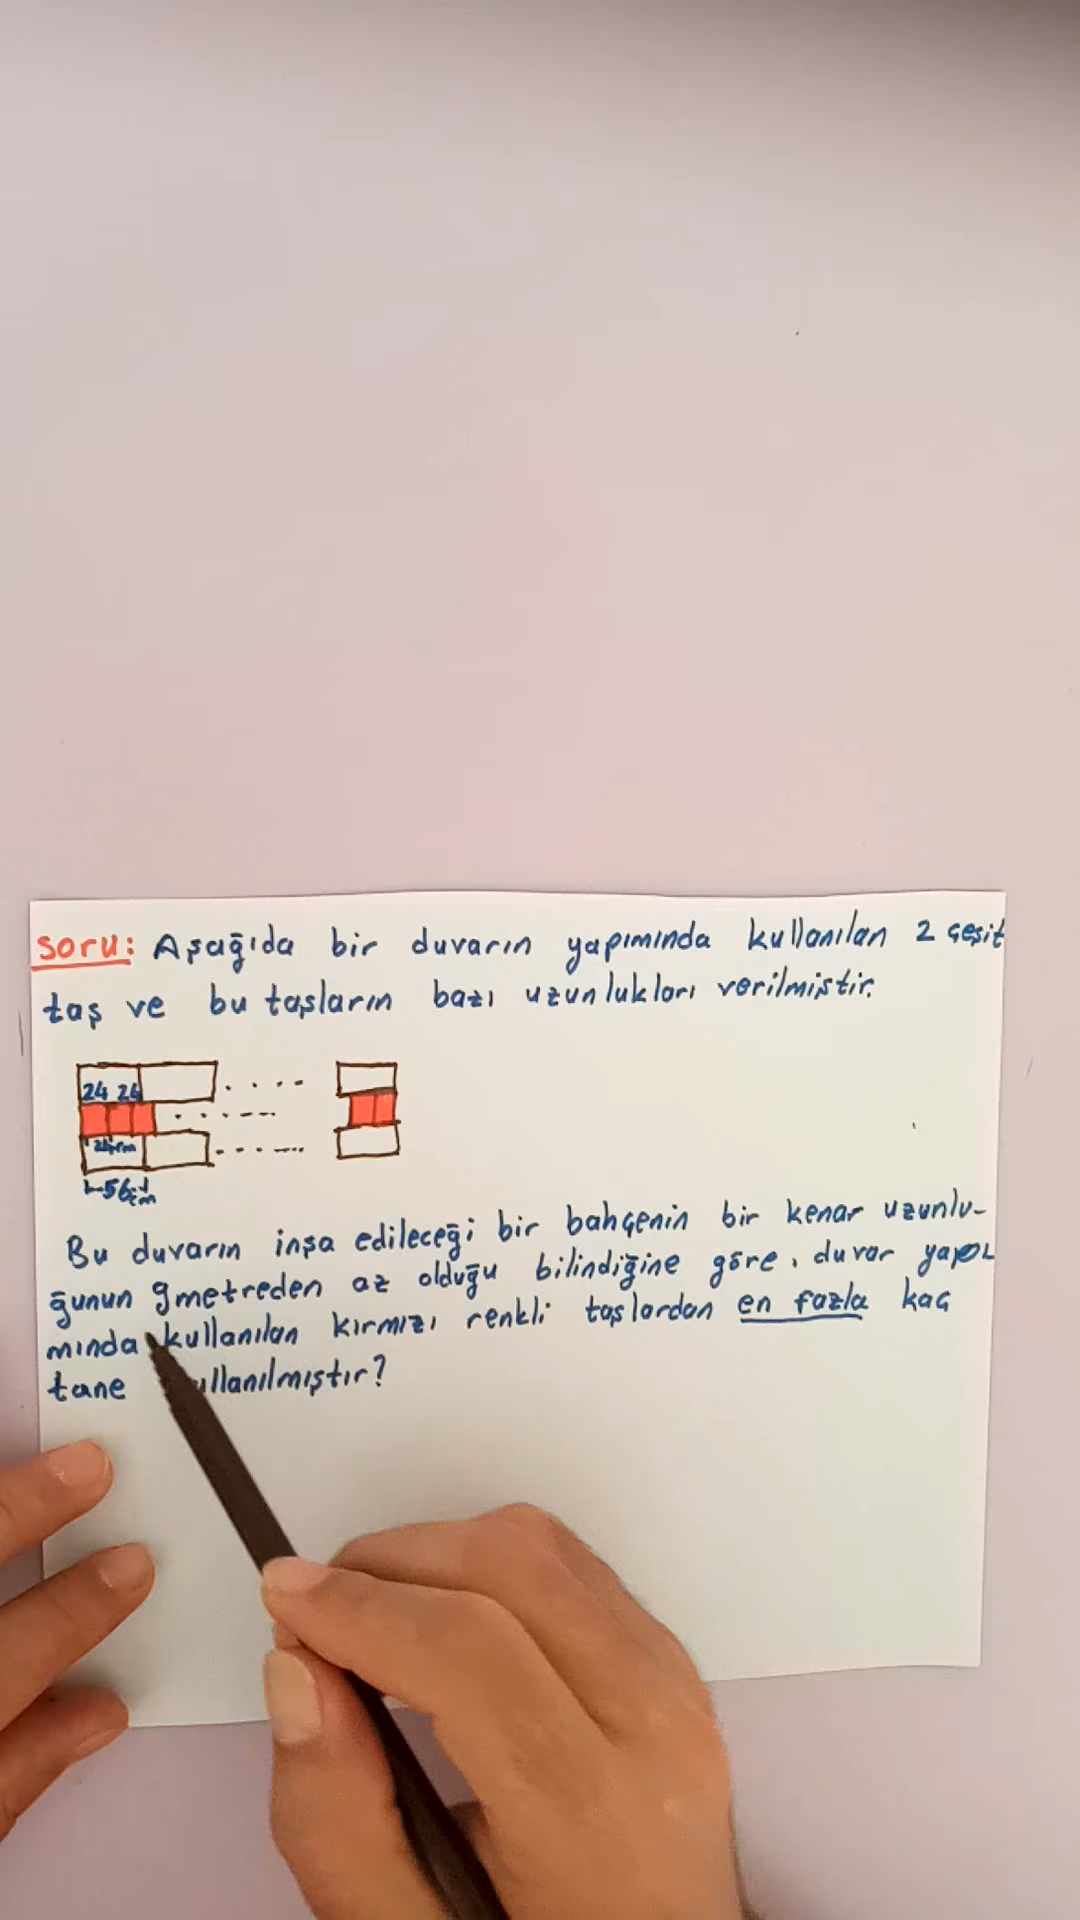 soru: Aşağıda bir duvarın yapımında kullanılan 2 çeşit
taş ve bu taşların bazı uzunlukları verilmiştir.
24 24
24cm
56cm
Bu duvarın inşa edileceği bir bahçenin bir kenar uzunlu-
ğunun 9metreden az olduğu bilindiğine göre, duvar yapı
mında kullanılan kırmızı renkli taşlardan en fazla kaç
tane kullanılmıştır?